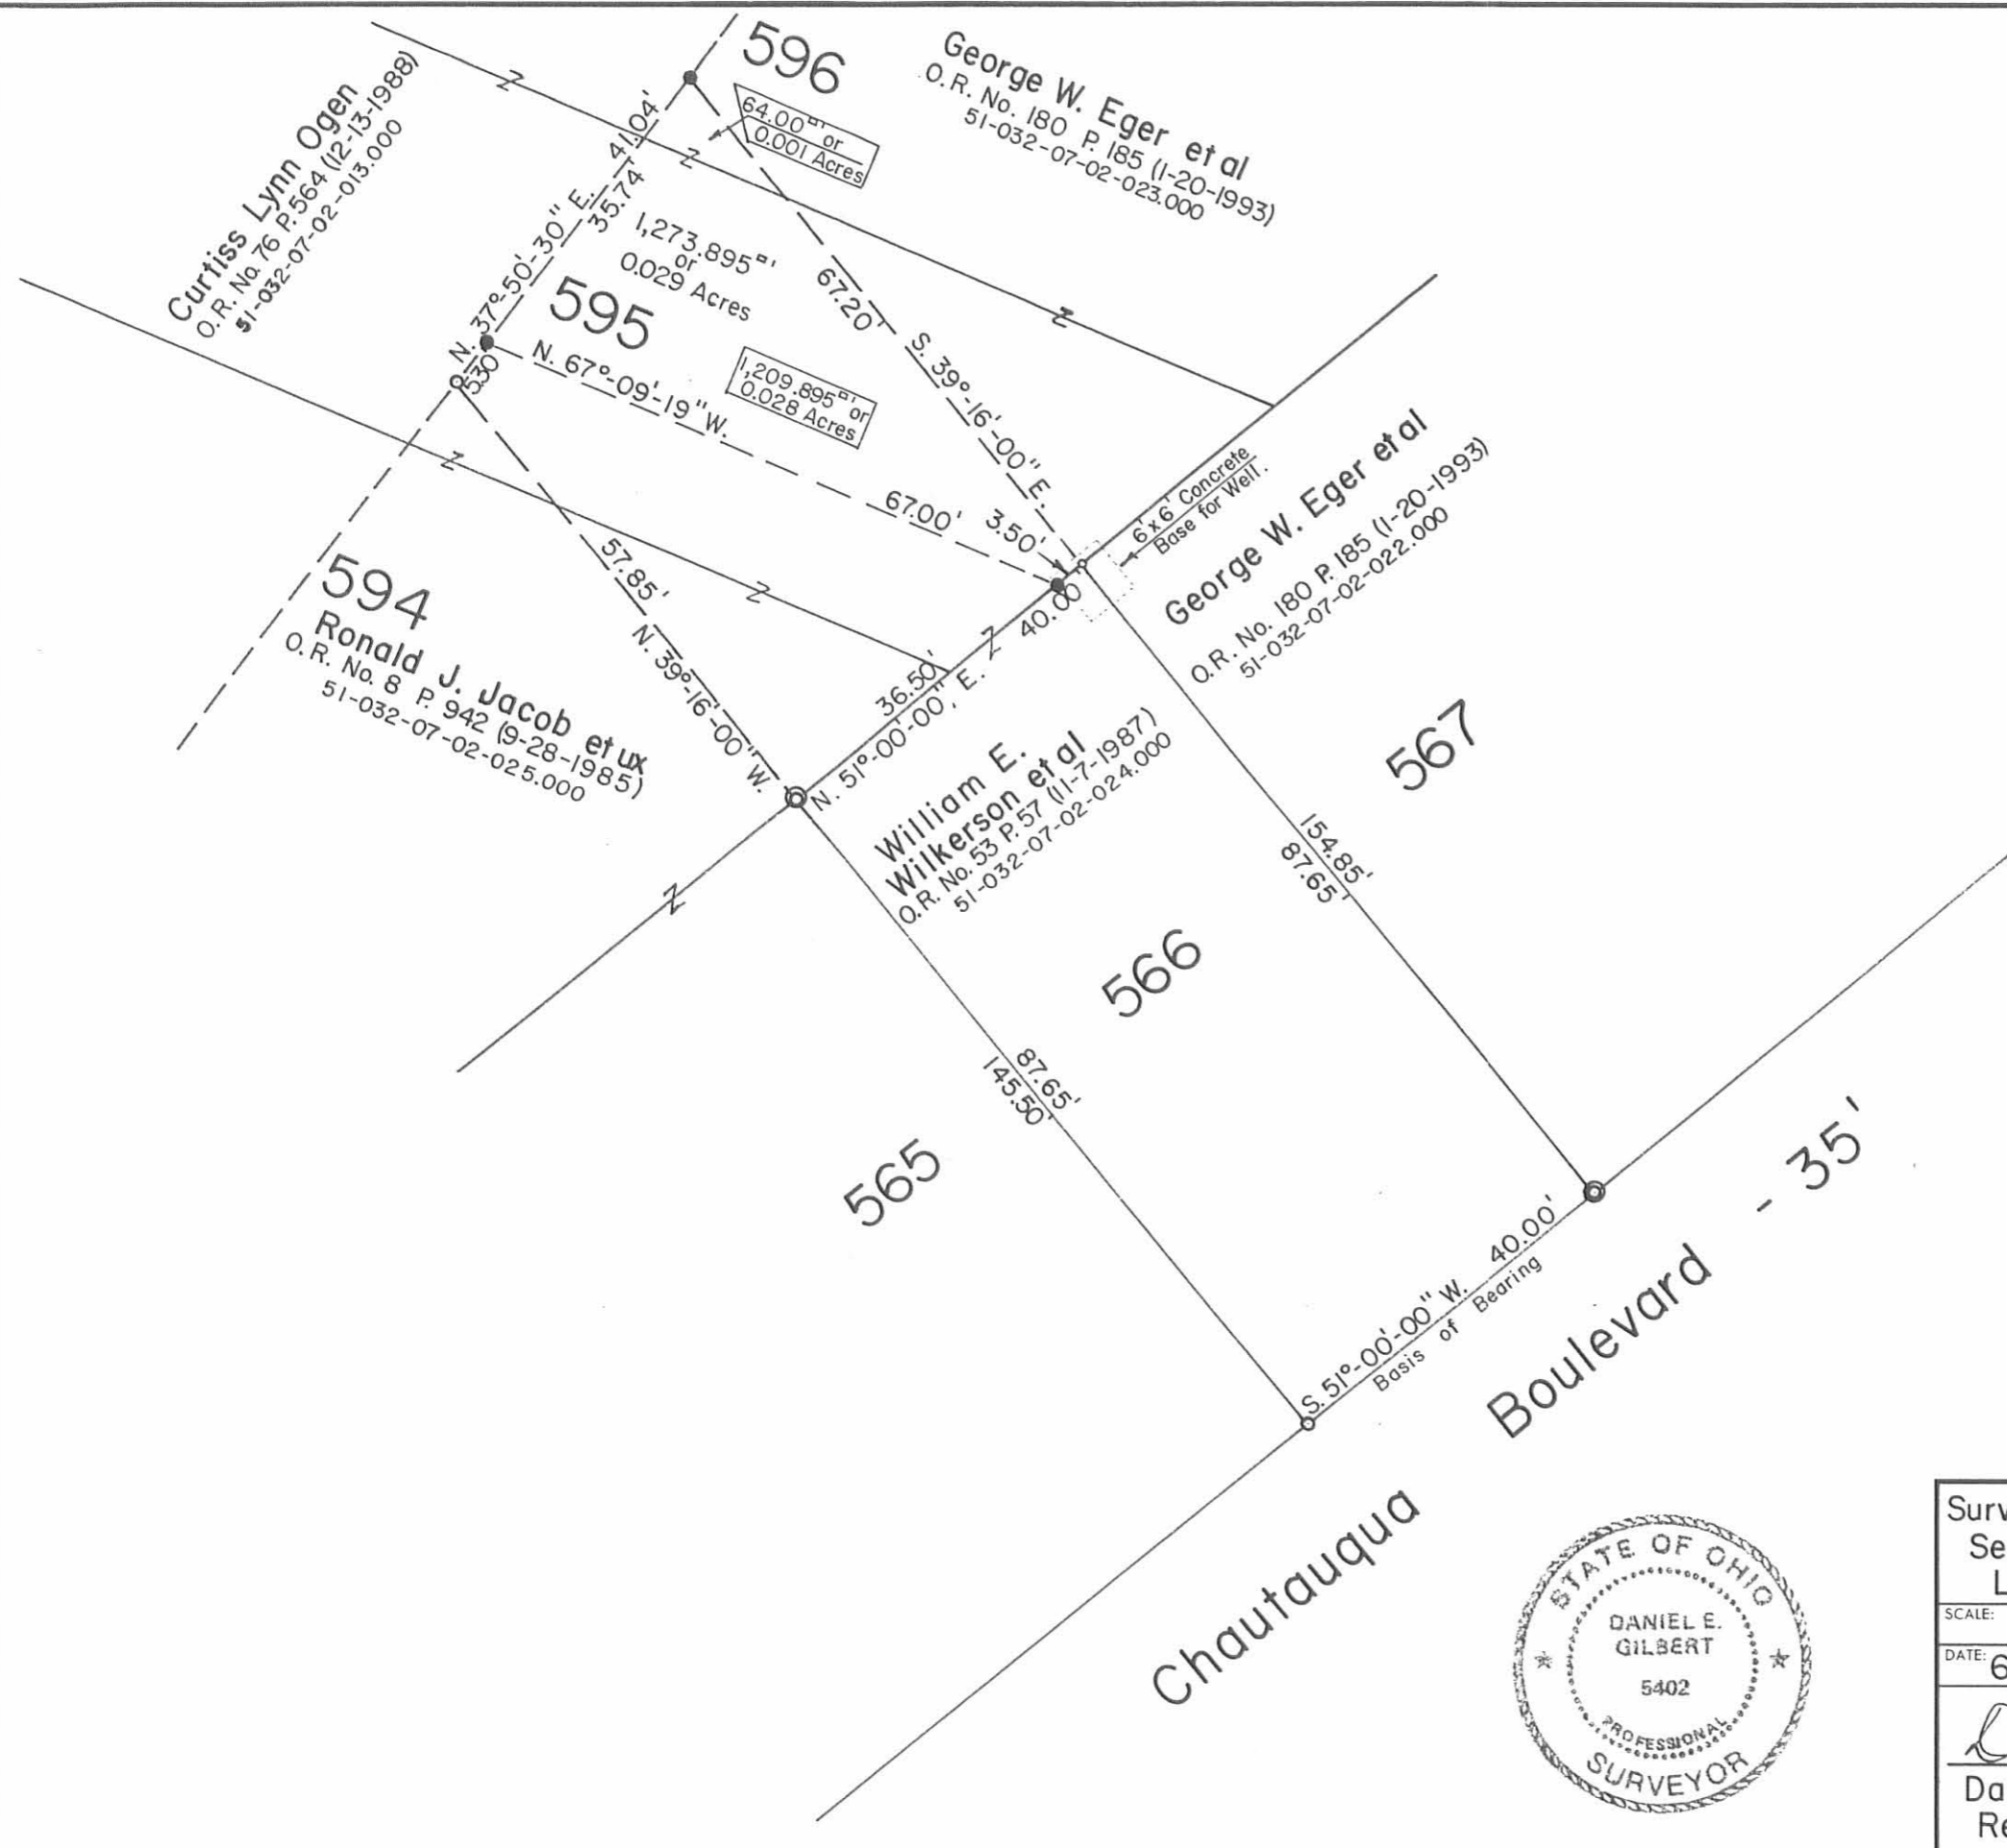 596
George W. Eger et al
O.R. No. 180 P. 185 (1-20-1993)
51-032-07-02-023.000
64.00 □' or
0.001 Acres
Curtiss Lynn Ogen
O.R. No. 76 P. 564 (12-13-1988)
51-032-07-02-013.000
N. 37°-50'-30" E. 41.04'
35.74
5.30
1,273.895 □'
or
0.029 Acres
595
67.20' S. 39°-16'-00" E.
N. 67°-09'-19" W. 67.00'
1,209.895 □' or
0.028 Acres
3.50'
6'x6' Concrete
Base for Well.
George W. Eger et al
O.R. No. 180 P. 185 (1-20-1993)
51-032-07-02-022.000
594
Ronald J. Jacob et ux
O.R. No. 8 P. 942 (9-28-1985)
51-032-07-02-025.000
57.85' N. 39°-16'-00" W.
36.50'
N. 51°-00'-00" E. 40.00'
William E.
Wilkerson et al
O.R. No. 53 P. 57 (11-7-1987)
51-032-07-02-024.000
567
154.85'
87.65'
566
87.65'
145.50'
565
S. 51°-00'-00" W. 40.00'
Basis of Bearing
Chautauqua Boulevard - 35'
STATE OF OHIO
DANIEL E.
GILBERT
5402
PROFESSIONAL
SURVEYOR
Surv
Se
L
SCALE:
DATE: 6
Da
Re